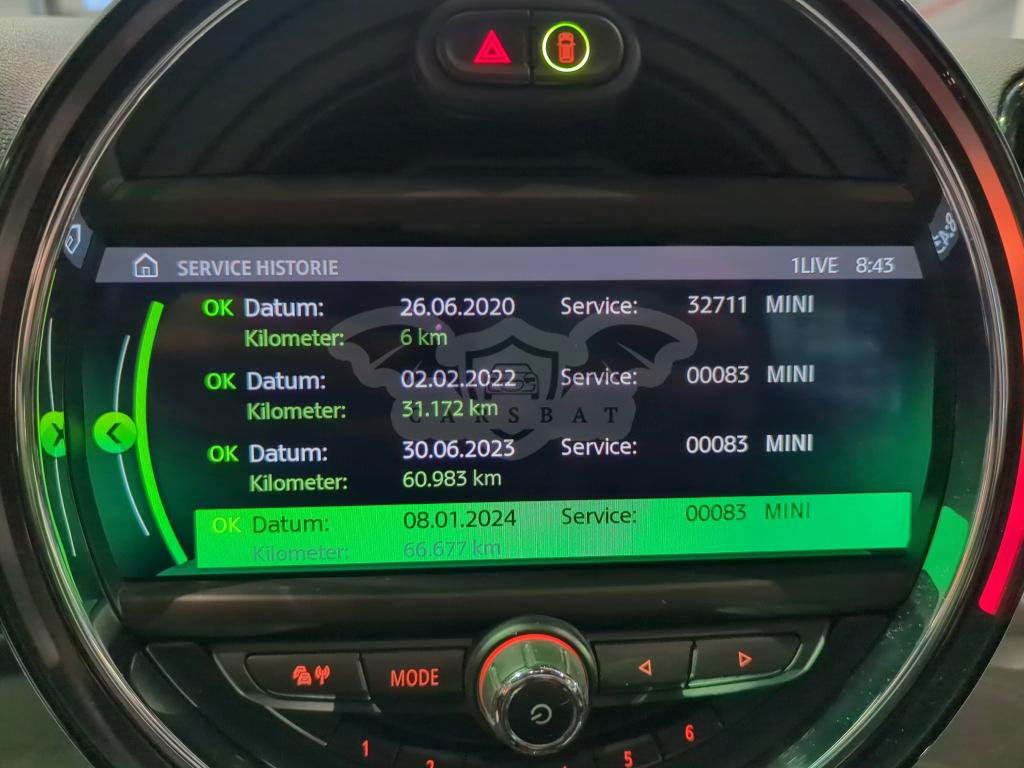 SERVICE HISTORIE 1LIVE 8:43
OK Datum: 26.06.2020 Service: 32711 MINI
Kilometer: 6 km
OK Datum: 02.02.2022 Service: 00083 MINI
Kilometer: 31.172 km
CARSBAT
OK Datum: 30.06.2023 Service: 00083 MINI
Kilometer: 60.983 km
OK Datum: 08.01.2024 Service: 00083 MINI
Kilometer: 66.677 km
MODE
1 2 5 6